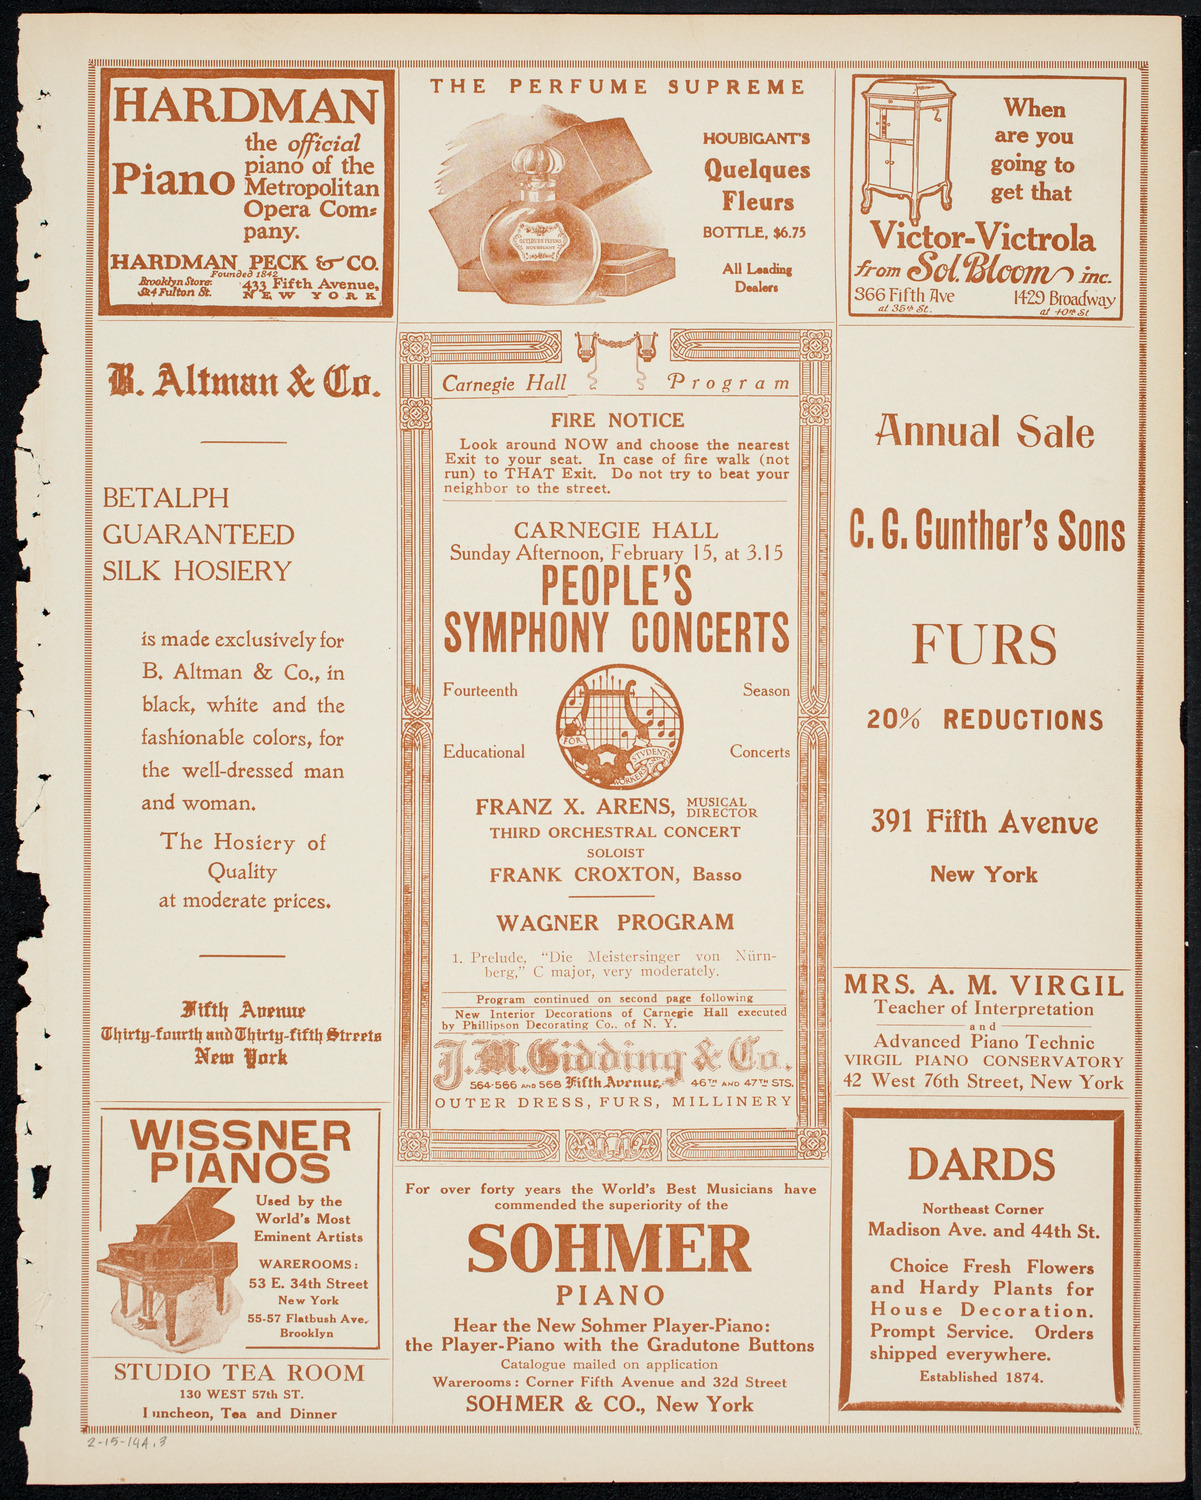 HARDMAN
Piano
the official
piano of the
Metropolitan
Opera Com=
pany.
HARDMAN PECK & CO.
Founded 1842
Brooklyn Store:
524 Fulton St.
433 Fifth Avenue,
NEW YORK
THE PERFUME SUPREME
HOUBIGANT'S
Quelques
Fleurs
BOTTLE, $6.75
All Leading
Dealers
When
are you
going to
get that
Victor-Victrola
from Sol. Bloom inc.
366 Fifth Ave
at 35th St.
1429 Broadway
at 40th St
B. Altman & Co.
BETALPH
GUARANTEED
SILK HOSIERY
is made exclusively for
B. Altman & Co., in
black, white and the
fashionable colors, for
the well-dressed man
and woman.
The Hosiery of
Quality
at moderate prices.
Fifth Avenue
Thirty-fourth and Thirty-fifth Streets
New York
Carnegie Hall Program
FIRE NOTICE
Look around NOW and choose the nearest
Exit to your seat. In case of fire walk (not
run) to THAT Exit. Do not try to beat your
neighbor to the street.
CARNEGIE HALL
Sunday Afternoon, February 15, at 3.15
PEOPLE'S
SYMPHONY CONCERTS
Fourteenth Season
Educational Concerts
FOR
STUDENTS
AND
WORKERS
FRANZ X. ARENS, MUSICAL
DIRECTOR
THIRD ORCHESTRAL CONCERT
SOLOIST
FRANK CROXTON, Basso
WAGNER PROGRAM
1. Prelude, "Die Meistersinger von Nürn-
berg," C major, very moderately.
Program continued on second page following
New Interior Decorations of Carnegie Hall executed
by Phillipson Decorating Co., of N. Y.
J. M. Gidding & Co.
564-566 AND 568 Fifth Avenue, 46TH AND 47TH STS.
OUTER DRESS, FURS, MILLINERY
Annual Sale
C. G. Gunther's Sons
FURS
20% REDUCTIONS
391 Fifth Avenue
New York
MRS. A. M. VIRGIL
Teacher of Interpretation
and
Advanced Piano Technic
VIRGIL PIANO CONSERVATORY
42 West 76th Street, New York
WISSNER
PIANOS
Used by the
World's Most
Eminent Artists
WAREROOMS:
53 E. 34th Street
New York
55-57 Flatbush Ave.
Brooklyn
STUDIO TEA ROOM
130 WEST 57th ST.
Luncheon, Tea and Dinner
For over forty years the World's Best Musicians have
commended the superiority of the
SOHMER
PIANO
Hear the New Sohmer Player-Piano:
the Player-Piano with the Gradutone Buttons
Catalogue mailed on application
Warerooms: Corner Fifth Avenue and 32d Street
SOHMER & CO., New York
DARDS
Northeast Corner
Madison Ave. and 44th St.
Choice Fresh Flowers
and Hardy Plants for
House Decoration.
Prompt Service. Orders
shipped everywhere.
Established 1874.
2-15-14A.3